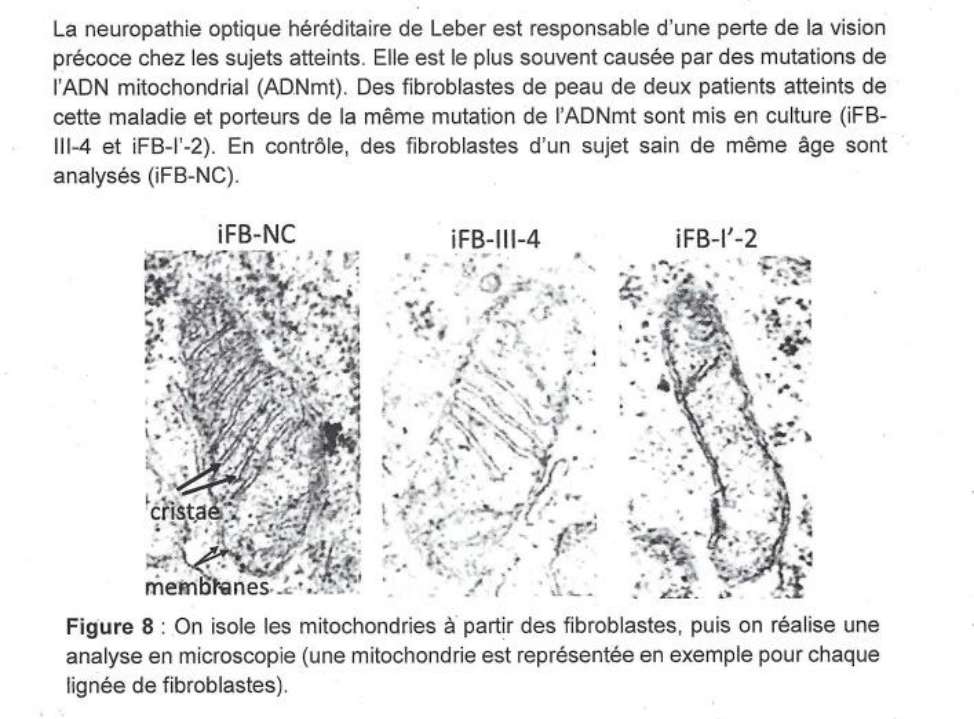 La neuropathie optique héréditaire de Leber est responsable d'une perte de la vision
précoce chez les sujets atteints. Elle est le plus souvent causée par des mutations de
l'ADN mitochondrial (ADNmt). Des fibroblastes de peau de deux patients atteints de
cette maladie et porteurs de la même mutation de l'ADNmt sont mis en culture (iFB-
III-4 et iFB-I'-2). En contrôle, des fibroblastes d'un sujet sain de même âge sont
analysés (iFB-NC).
iFB-NC
iFB-III-4
iFB-I'-2
cristae
membranes
Figure 8 : On isole les mitochondries à partir des fibroblastes, puis on réalise une
analyse en microscopie (une mitochondrie est représentée en exemple pour chaque
lignée de fibroblastes).